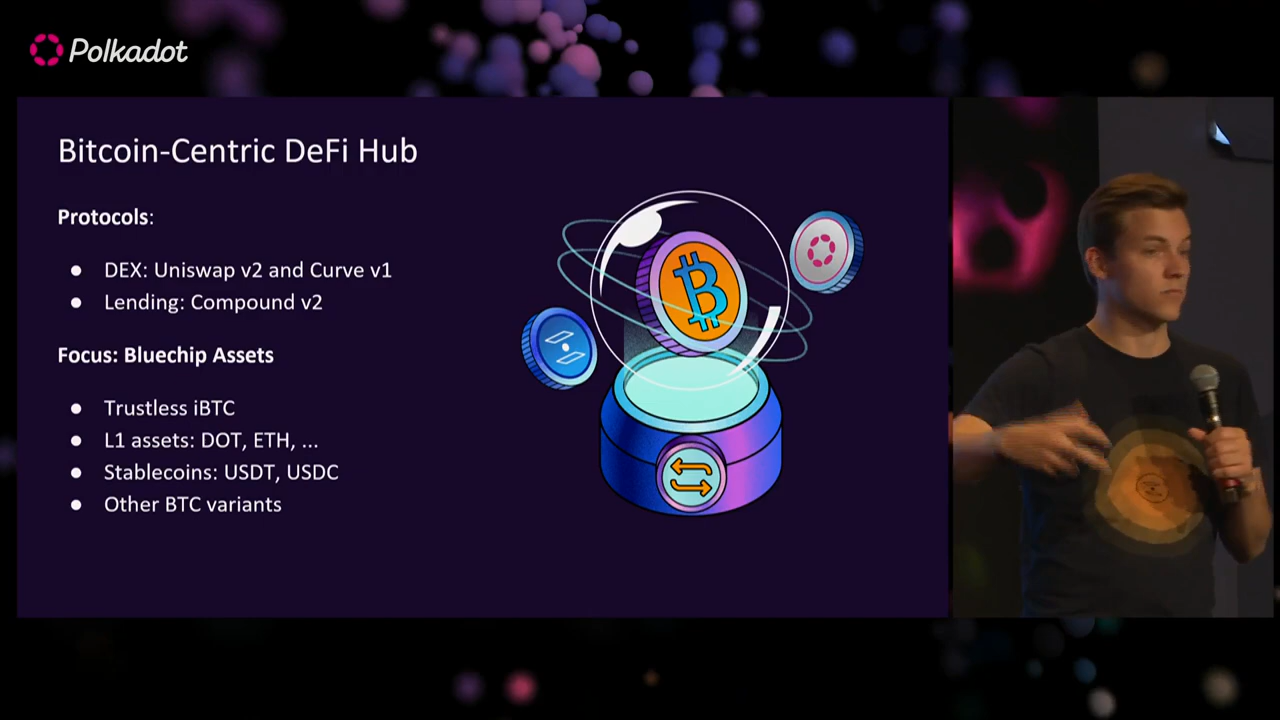 Polkadot
Bitcoin-Centric DeFi Hub
Protocols:
● DEX: Uniswap v2 and Curve v1
● Lending: Compound v2
Focus: Bluechip Assets
● Trustless iBTC
● L1 assets: DOT, ETH, ...
● Stablecoins: USDT, USDC
● Other BTC variants